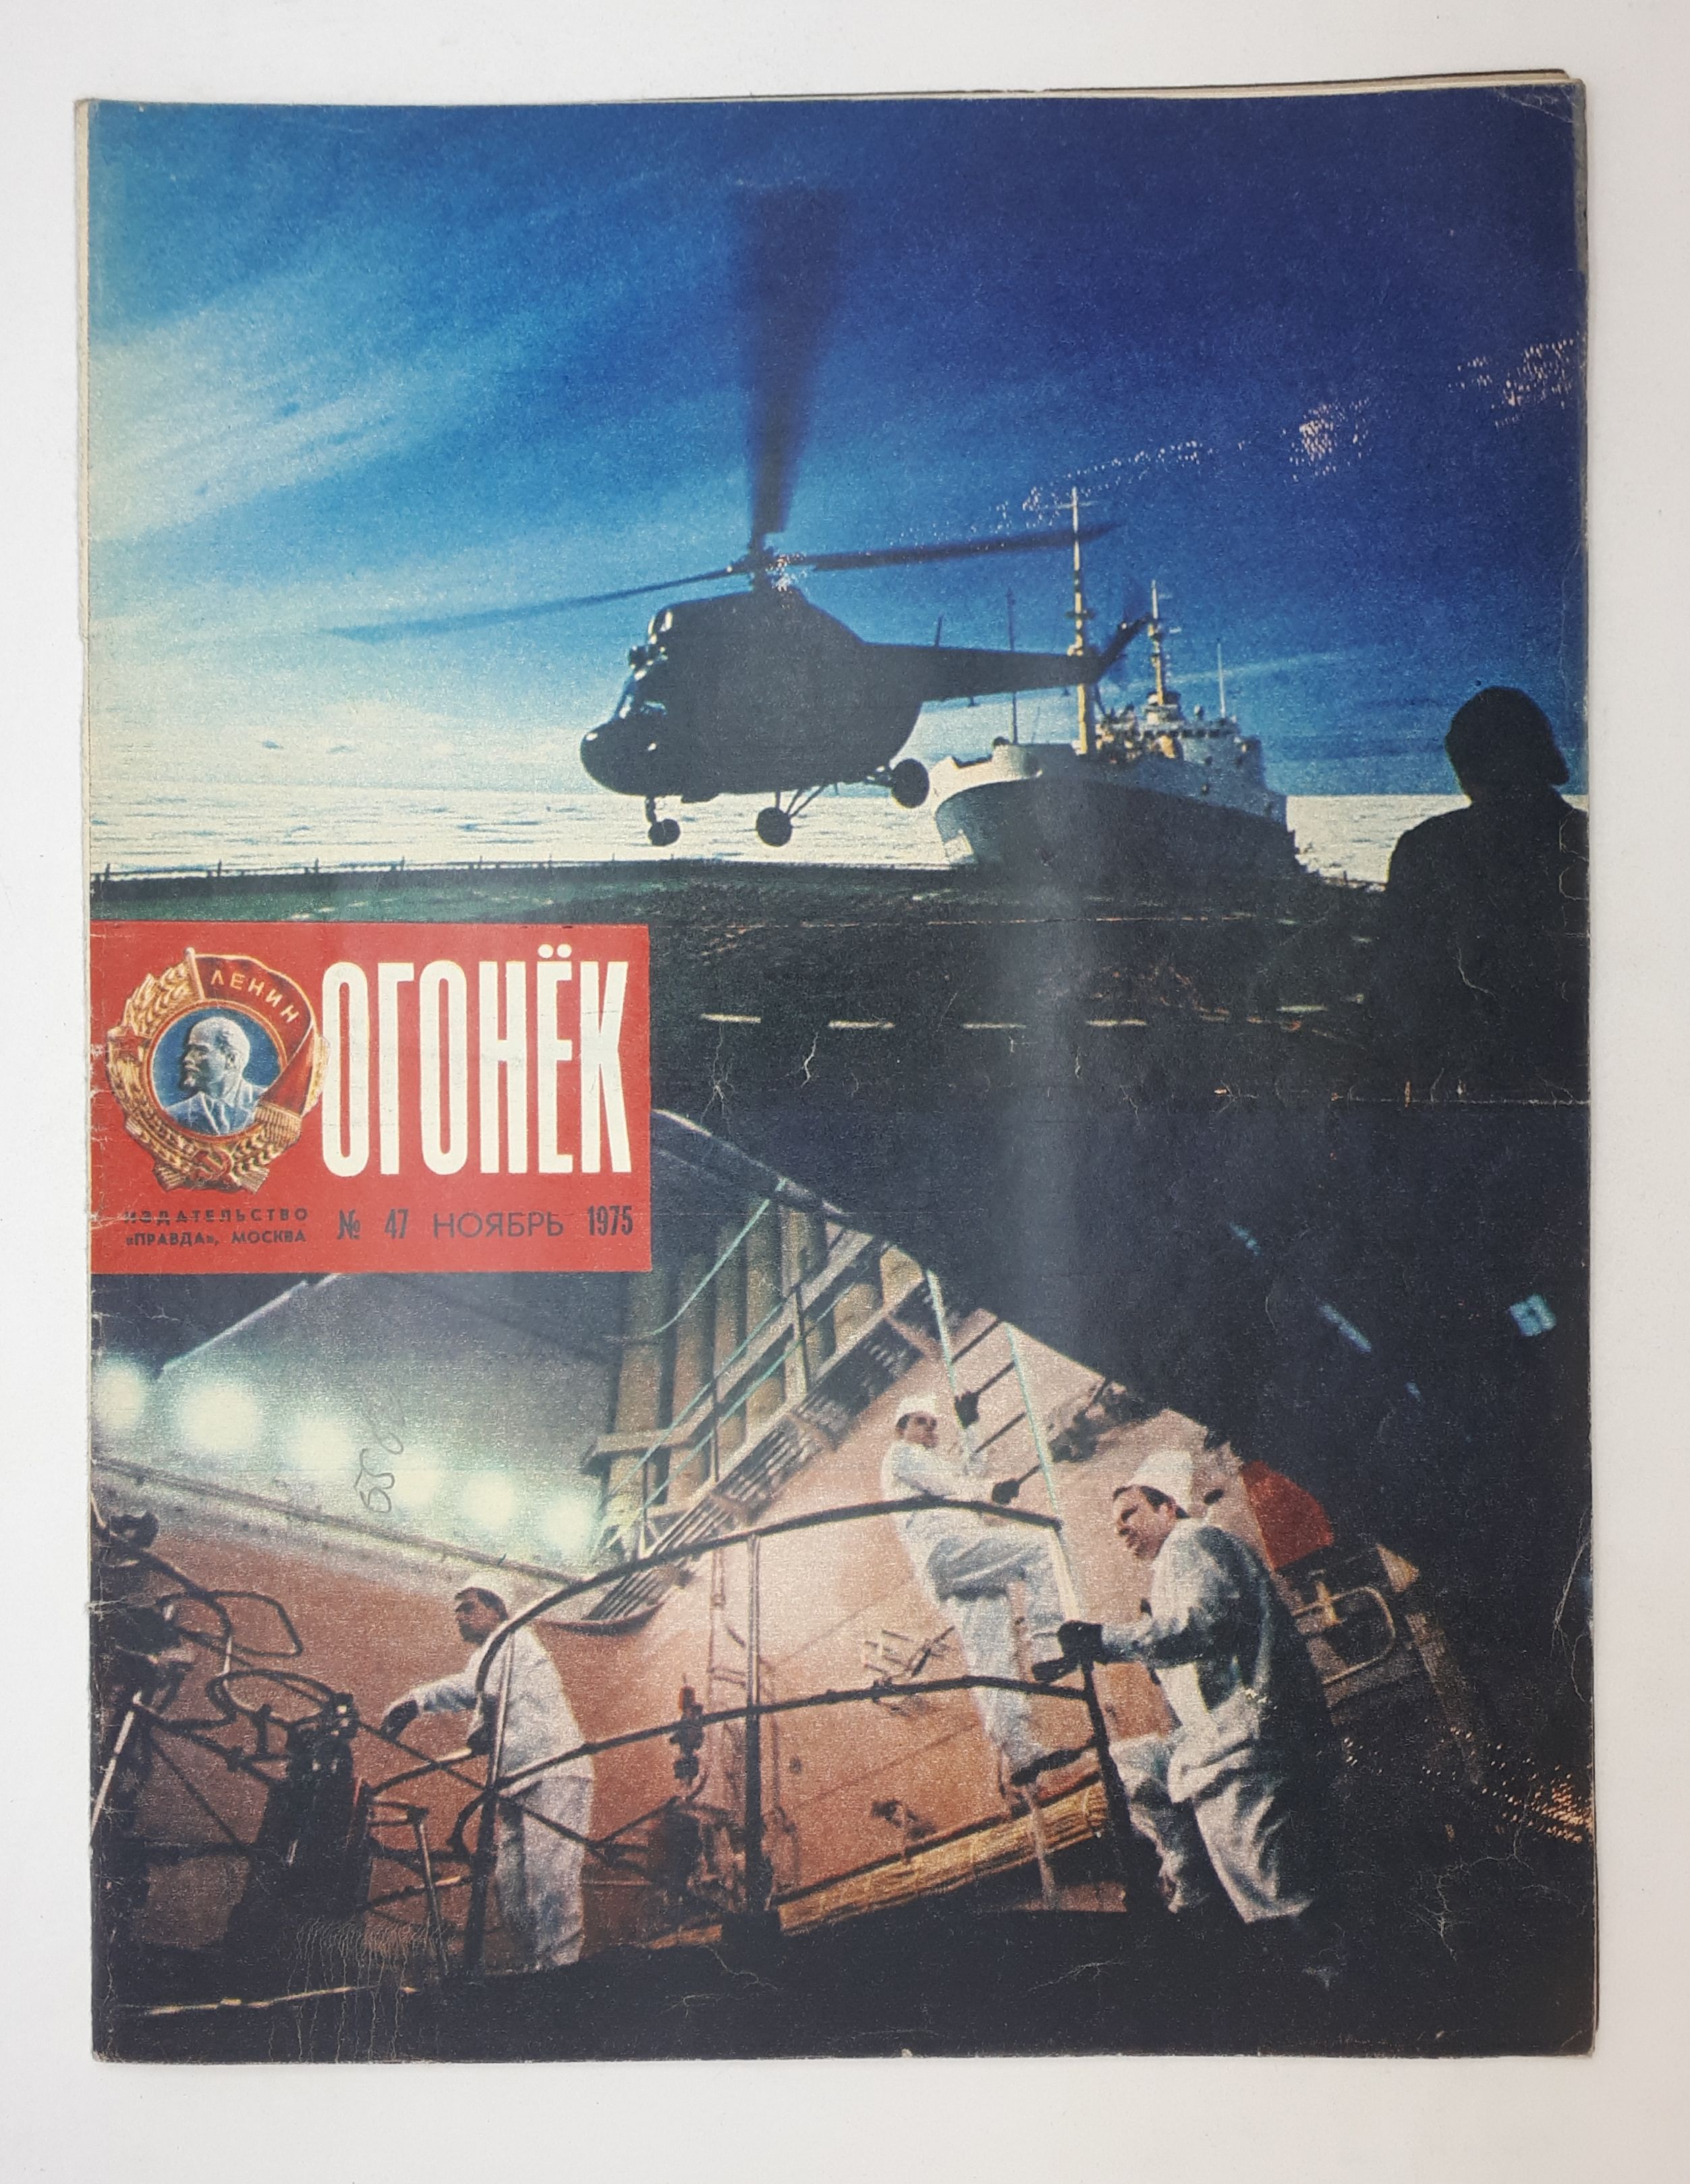 ЛЕНИН
ОГОНЁК
ИЗДАТЕЛЬСТВО
«ПРАВДА», МОСКВА
№ 47 НОЯБРЬ 1975